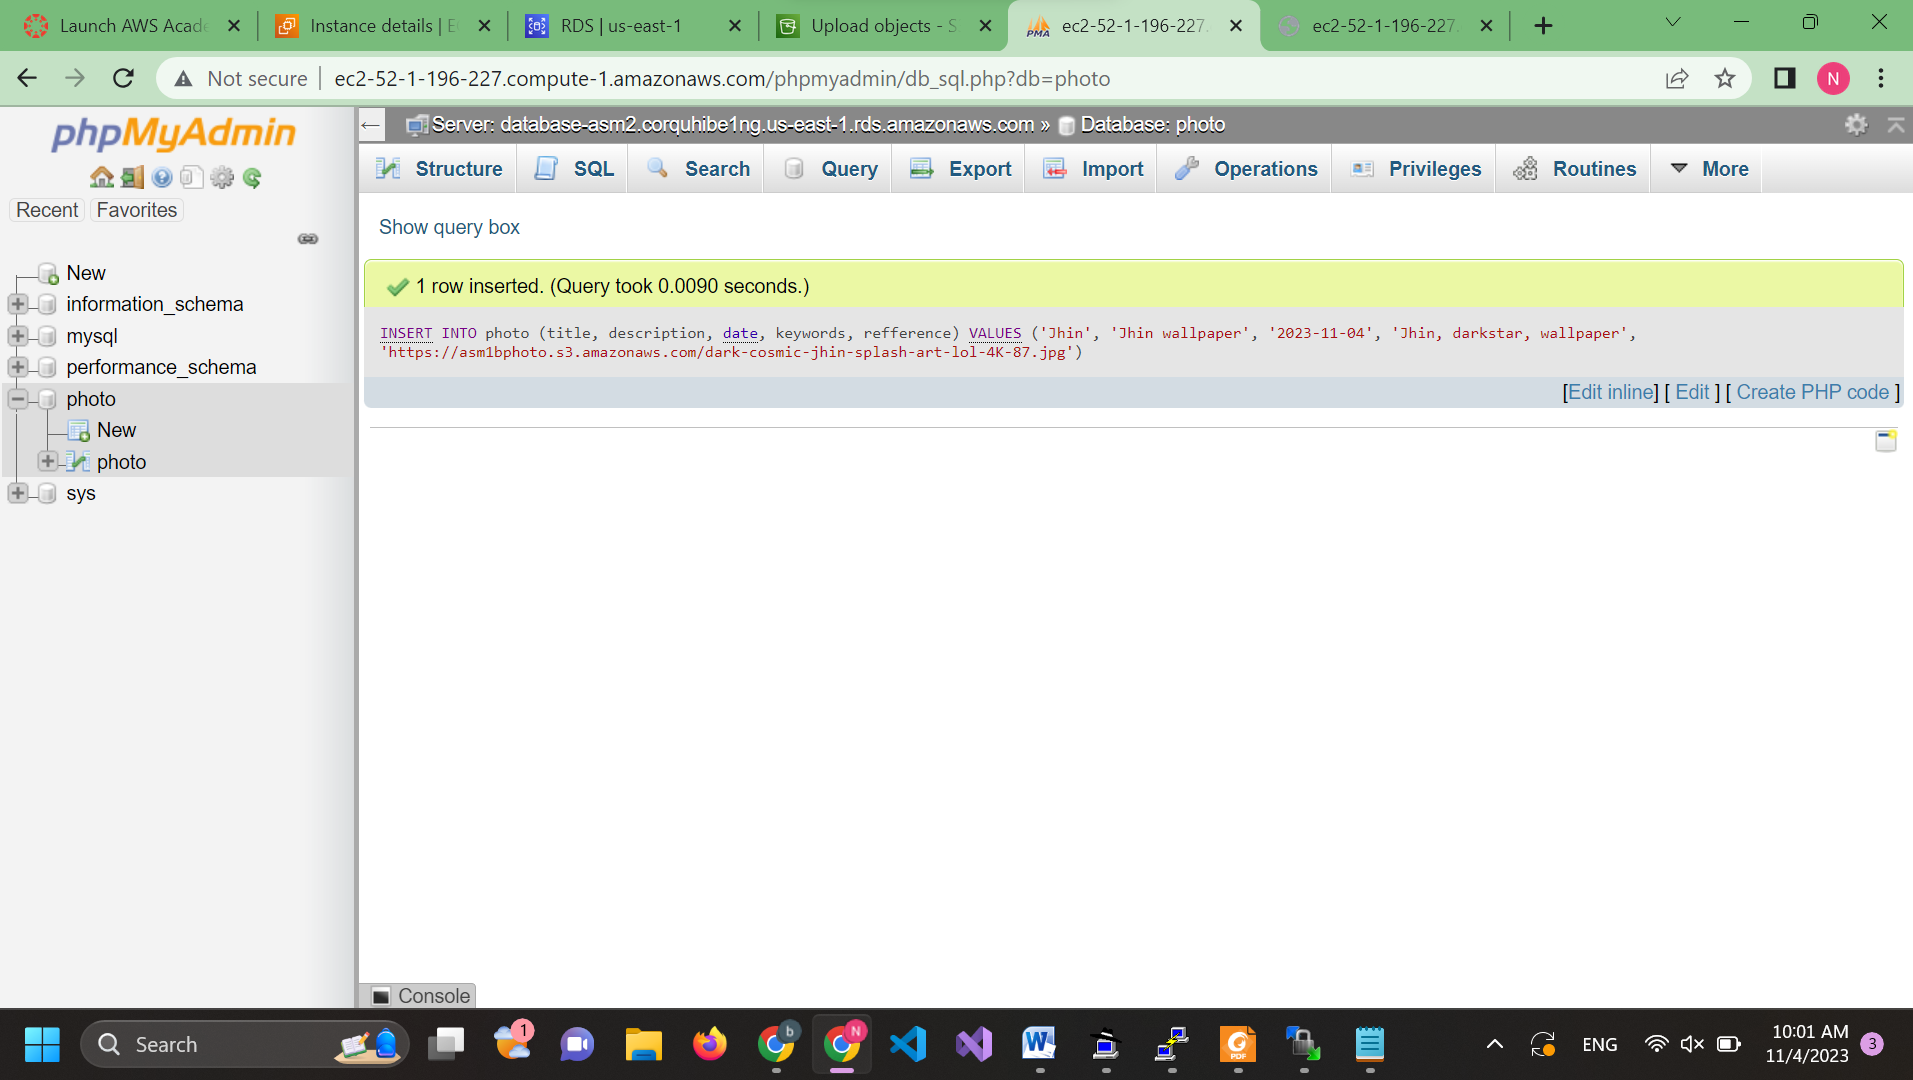 Launch AWS Acade
Instance details | E
RDS | us-east-1
Upload objects - S
ec2-52-1-196-227.
ec2-52-1-196-227.
Not secure
ec2-52-1-196-227.compute-1.amazonaws.com/phpmyadmin/db_sql.php?db=photo
N
phpMyAdmin
Recent
Favorites
New
information_schema
mysql
performance_schema
photo
New
photo
sys
Server: database-asm2.corquhibe1ng.us-east-1.rds.amazonaws.com » Database: photo
Structure
SQL
Search
Query
Export
Import
Operations
Privileges
Routines
More
Show query box
1 row inserted. (Query took 0.0090 seconds.)
INSERT INTO photo (title, description, date, keywords, refference) VALUES ('Jhin', 'Jhin wallpaper', '2023-11-04', 'Jhin, darkstar, wallpaper',
'https://asm1bphoto.s3.amazonaws.com/dark-cosmic-jhin-splash-art-lol-4K-87.jpg')
[Edit inline] [ Edit ] [ Create PHP code ]
Console
Search
1
b
N
PDF
ENG
10:01 AM
11/4/2023
3